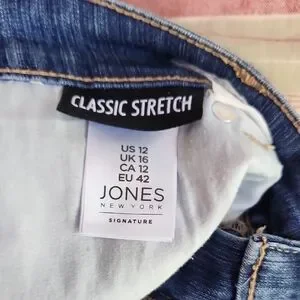 CLASSIC STRETCH
US 12
UK 16
CA 12
EU 42
JONES
NEW YORK
SIGNATURE